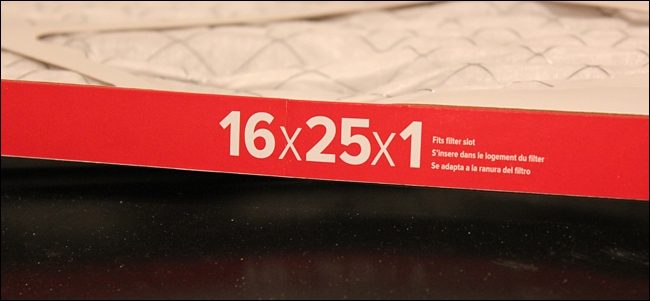 16x25x1
Fits filter slot
S'insere dans le logement du filter
Se adapta a la ranura del filtro